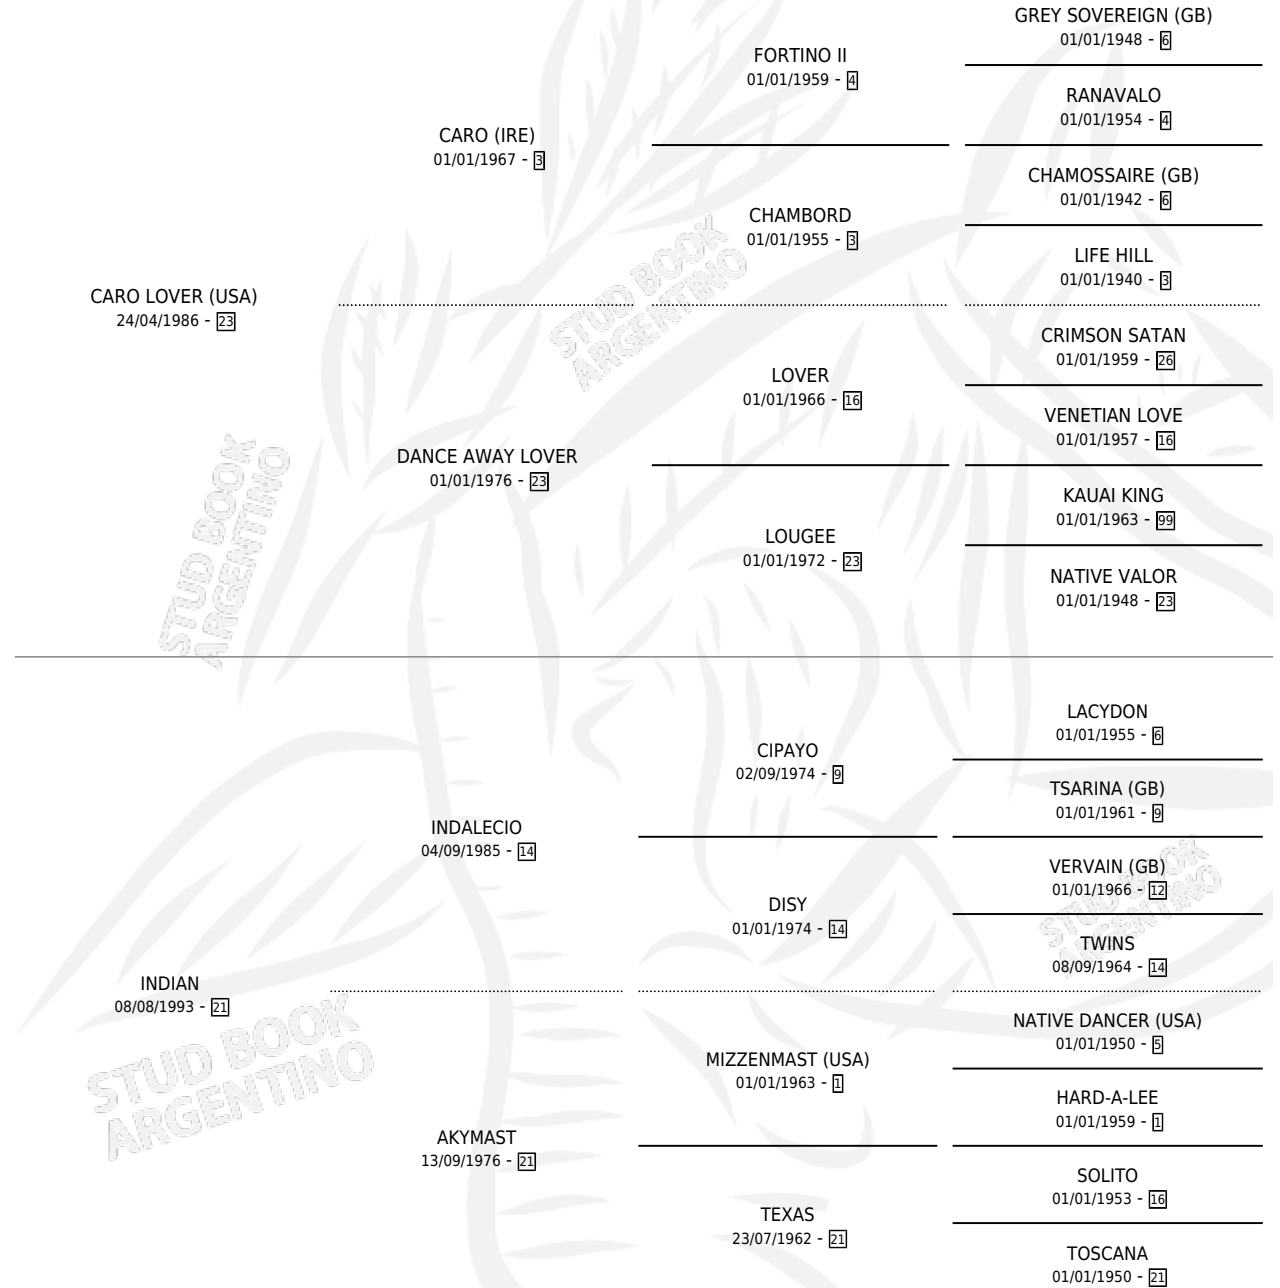 GREY SOVEREIGN (GB)
01/01/1948 - 6
FORTINO II
01/01/1959 - 4
RANAVALO
01/01/1954 - 4
CARO (IRE)
01/01/1967 - 3
CHAMOSSAIRE (GB)
01/01/1942 - 6
CHAMBORD
01/01/1955 - 3
LIFE HILL
01/01/1940 - 3
CARO LOVER (USA)
24/04/1986 - 23
CRIMSON SATAN
01/01/1959 - 26
LOVER
01/01/1966 - 16
VENETIAN LOVE
01/01/1957 - 16
DANCE AWAY LOVER
01/01/1976 - 23
KAUAI KING
01/01/1963 - 99
LOUGEE
01/01/1972 - 23
NATIVE VALOR
01/01/1948 - 23
LACYDON
01/01/1955 - 6
CIPAYO
02/09/1974 - 9
TSARINA (GB)
01/01/1961 - 9
INDALECIO
04/09/1985 - 14
VERVAIN (GB)
01/01/1966 - 12
DISY
01/01/1974 - 14
TWINS
08/09/1964 - 14
INDIAN
08/08/1993 - 21
NATIVE DANCER (USA)
01/01/1950 - 5
MIZZENMAST (USA)
01/01/1963 - 1
HARD-A-LEE
01/01/1959 - 1
AKYMAST
13/09/1976 - 21
SOLITO
01/01/1953 - 16
TEXAS
23/07/1962 - 21
TOSCANA
01/01/1950 - 21
STUD BOOK
ARGENTINO
STUD BOOK
ARGENTINO
STUD BOOK
ARGENTINO
STUD BOOK
ARGENTINO